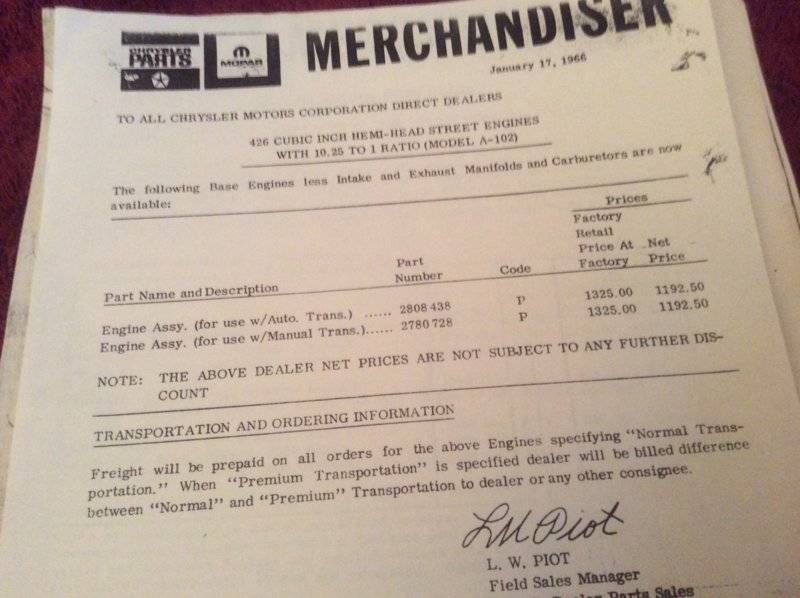 CHRYSLER
PARTS
MOPAR
MERCHANDISER
January 17, 1966
TO ALL CHRYSLER MOTORS CORPORATION DIRECT DEALERS
426 CUBIC INCH HEMI-HEAD STREET ENGINES
WITH 10.25 TO 1 RATIO (MODEL A-102)
The following Base Engines less Intake and Exhaust Manifolds and Carburetors are now
available:
Prices
Factory
Retail
Part Price At Net
Part Name and Description Number Code Factory Price
Engine Assy. (for use w/Auto. Trans.) ...... 2808 438 P 1325.00 1192.50
Engine Assy. (for use w/Manual Trans.)...... 2780 728 P 1325.00 1192.50
NOTE: THE ABOVE DEALER NET PRICES ARE NOT SUBJECT TO ANY FURTHER DIS-
COUNT
TRANSPORTATION AND ORDERING INFORMATION
Freight will be prepaid on all orders for the above Engines specifying "Normal Trans-
portation." When "Premium Transportation" is specified dealer will be billed difference
between "Normal" and "Premium" Transportation to dealer or any other consignee.
L W Piot
L. W. PIOT
Field Sales Manager
Dealer Parts Sales